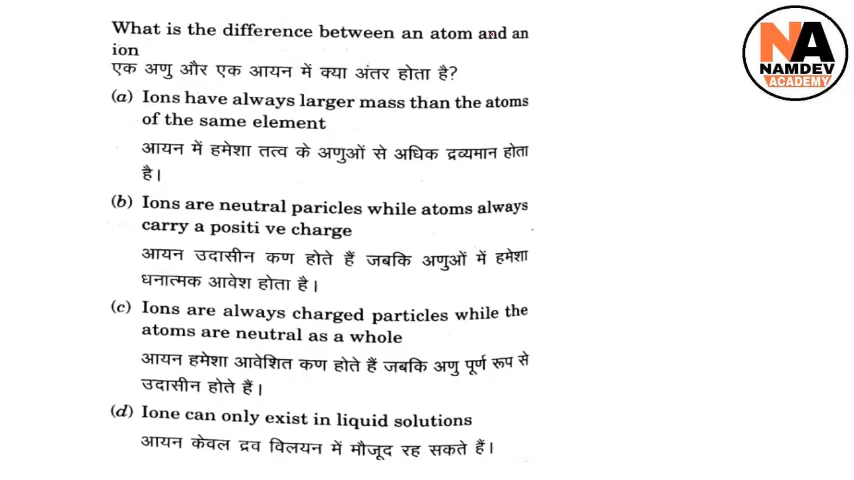 What is the difference between an atom and an
ion
एक अणु और एक आयन में क्या अंतर होता है?
(a) Ions have always larger mass than the atoms
of the same element
आयन में हमेशा तत्व के अणुओं से अधिक द्रव्यमान होता
है।
(b) Ions are neutral paricles while atoms always
carry a positi ve charge
आयन उदासीन कण होते हैं जबकि अणुओं में हमेशा
धनात्मक आवेश होता है।
(c) Ions are always charged particles while the
atoms are neutral as a whole
आयन हमेशा आवेशित कण होते हैं जबकि अणु पूर्ण रूप से
उदासीन होते हैं।
(d) Ione can only exist in liquid solutions
आयन केवल द्रव विलयन में मौजूद रह सकते हैं।
NA
NAMDEV
ACADEMY